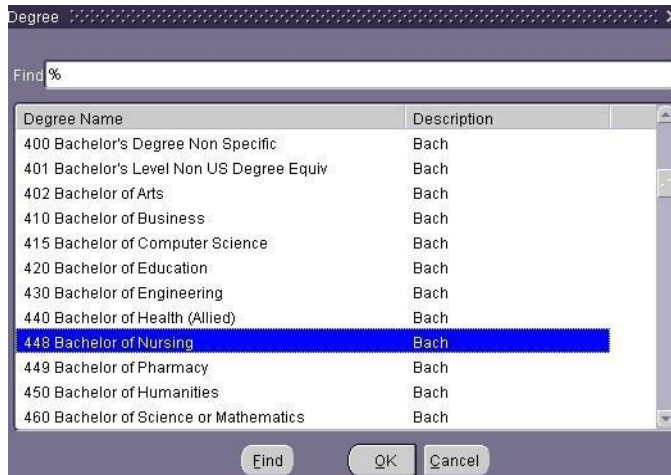 Degree
Find %
Degree Name Description
400 Bachelor's Degree Non Specific Bach
401 Bachelor's Level Non US Degree Equiv Bach
402 Bachelor of Arts Bach
410 Bachelor of Business Bach
415 Bachelor of Computer Science Bach
420 Bachelor of Education Bach
430 Bachelor of Engineering Bach
440 Bachelor of Health (Allied) Bach
448 Bachelor of Nursing Bach
449 Bachelor of Pharmacy Bach
450 Bachelor of Humanities Bach
460 Bachelor of Science or Mathematics Bach
Find OK Cancel